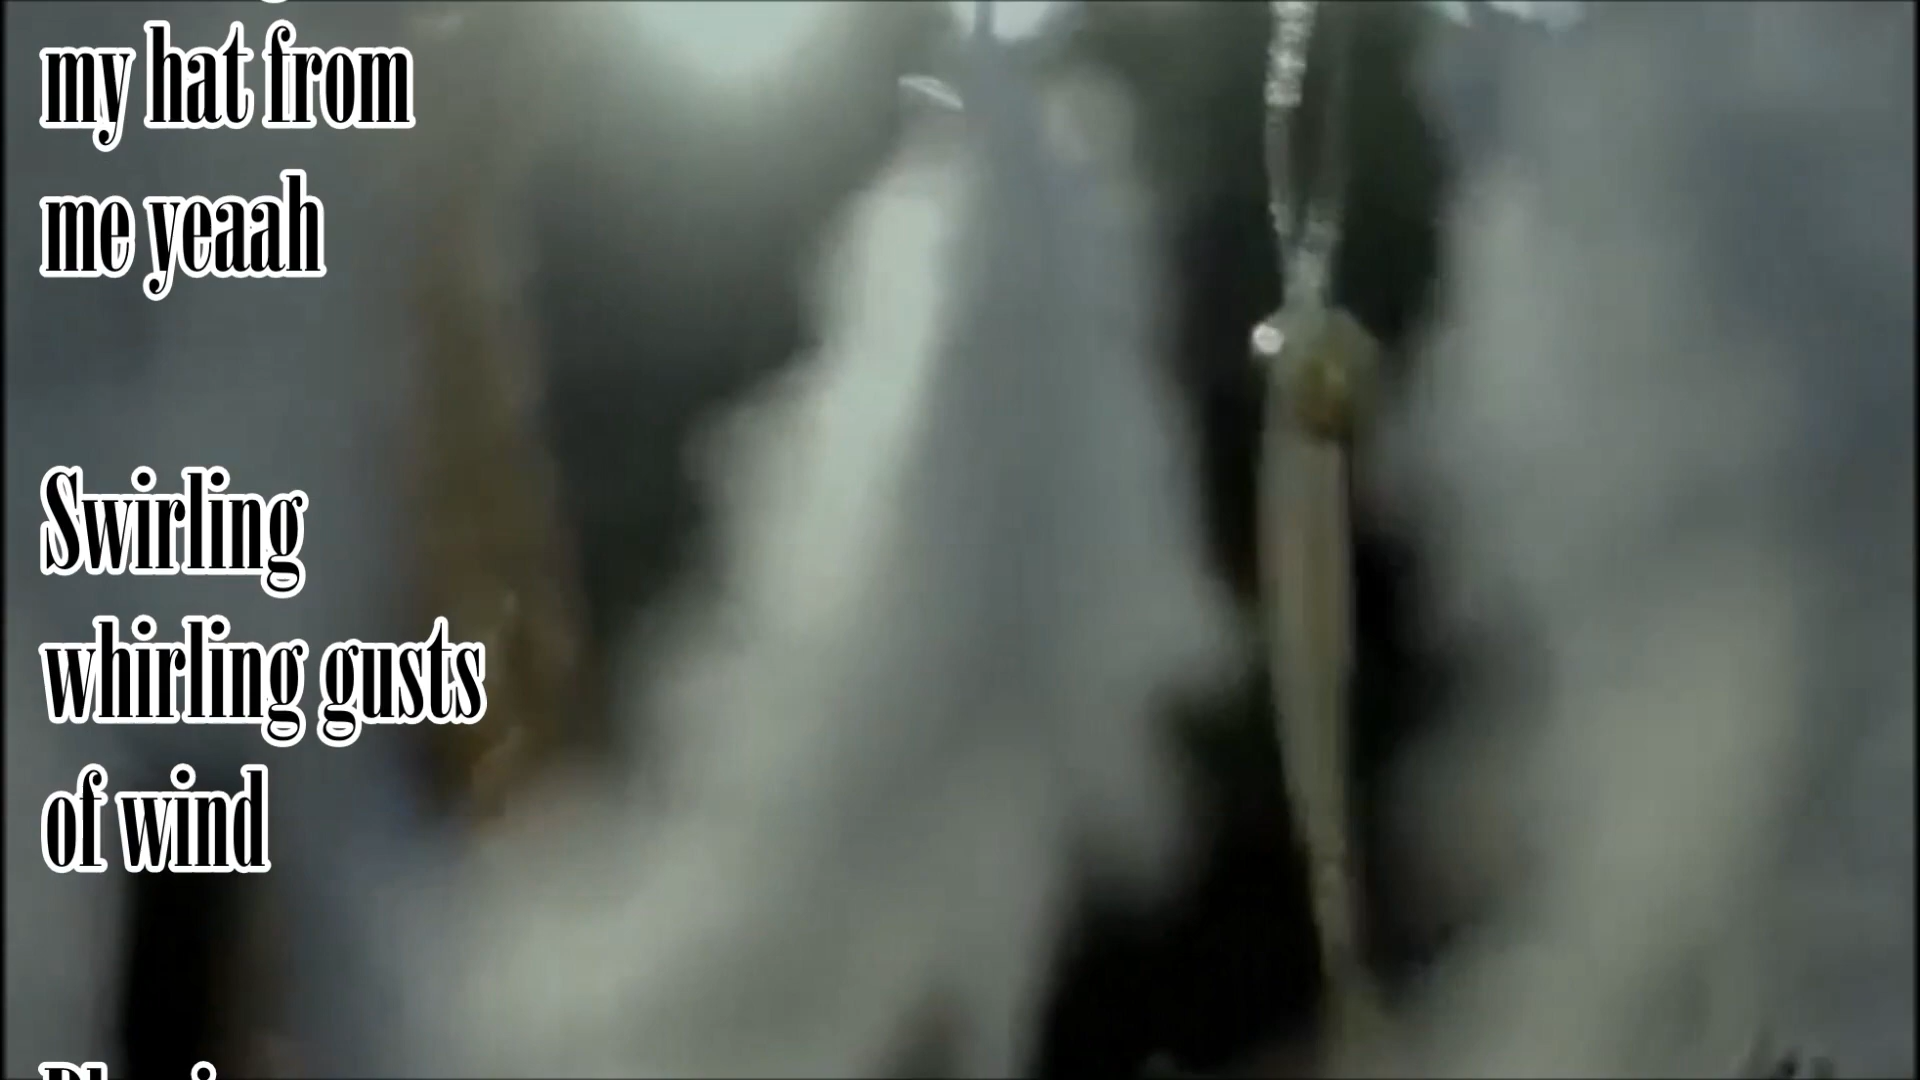 my hat from
me yeaah
Swirling
whirling gusts
of wind